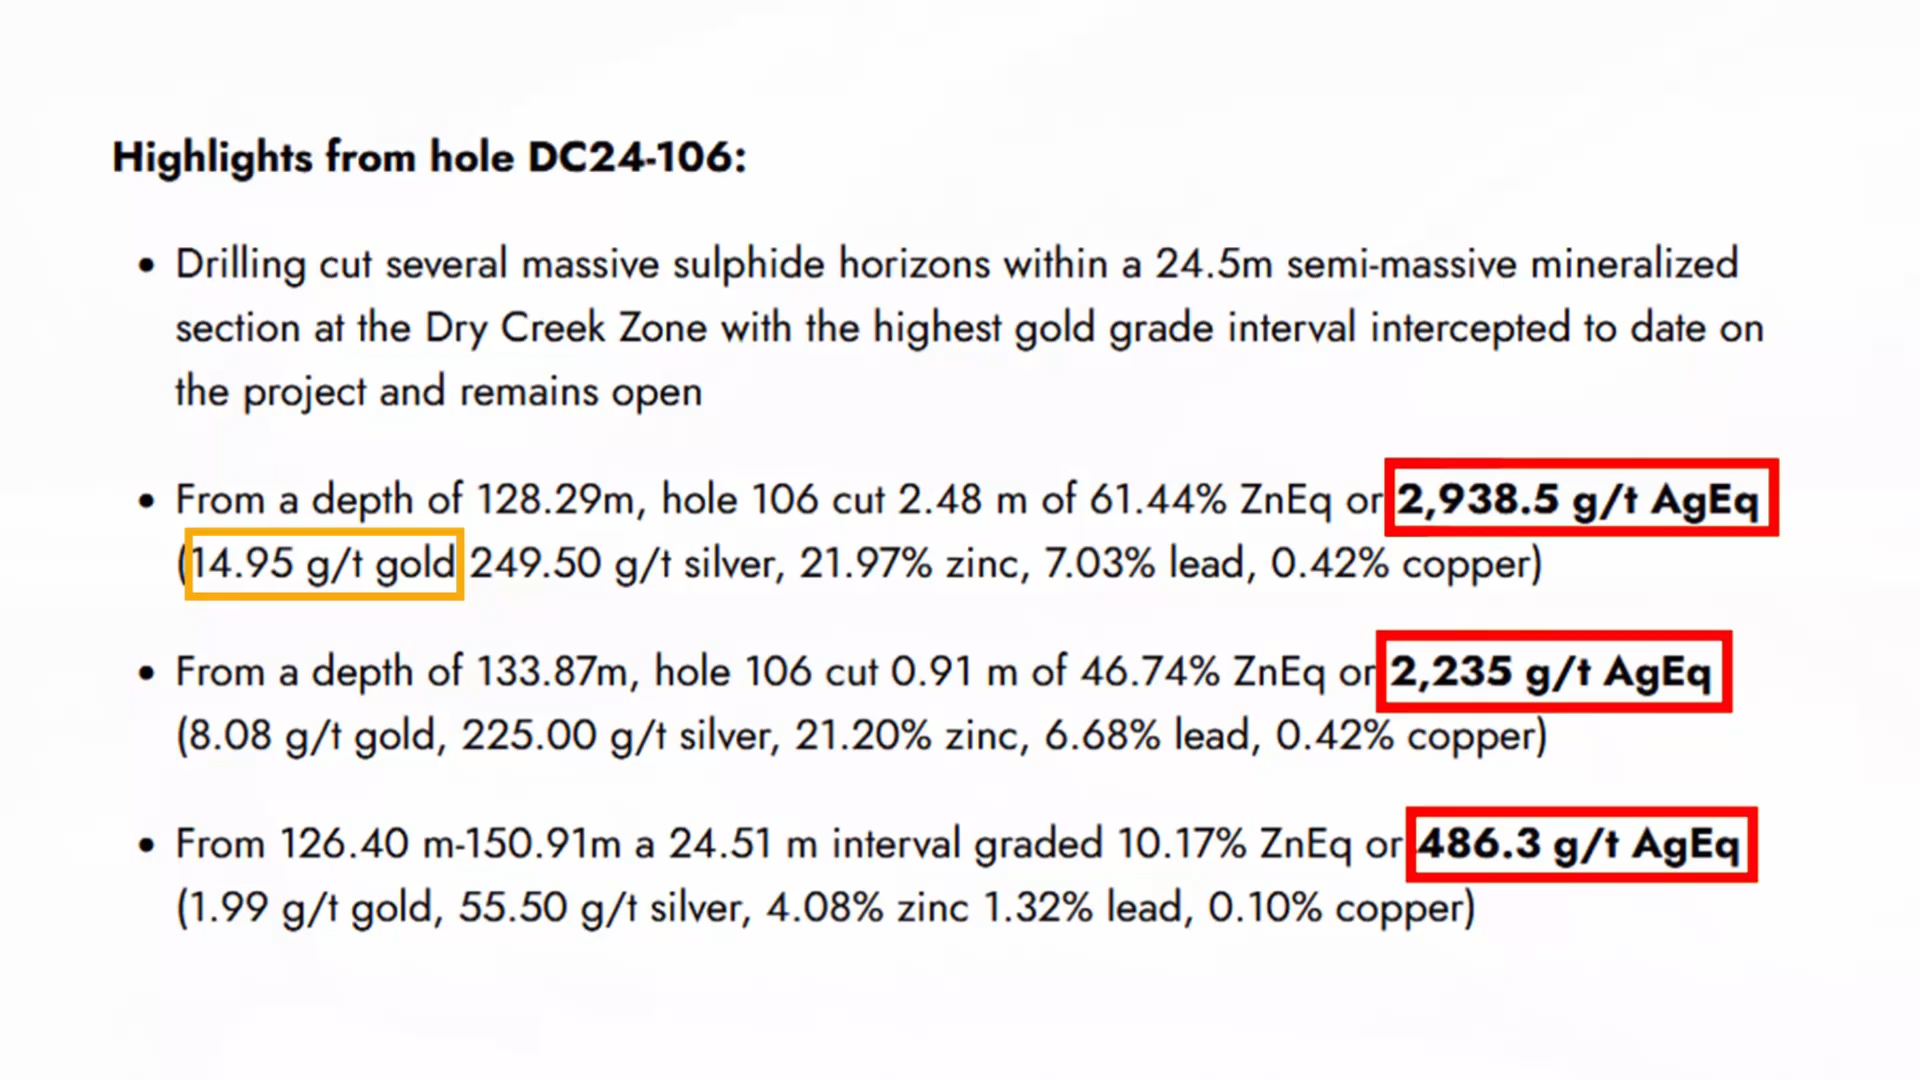 Highlights from hole DC24-106:
• Drilling cut several massive sulphide horizons within a 24.5m semi-massive mineralized
section at the Dry Creek Zone with the highest gold grade interval intercepted to date on
the project and remains open
• From a depth of 128.29m, hole 106 cut 2.48 m of 61.44% ZnEq or 2,938.5 g/t AgEq
(14.95 g/t gold 249.50 g/t silver, 21.97% zinc, 7.03% lead, 0.42% copper)
• From a depth of 133.87m, hole 106 cut 0.91 m of 46.74% ZnEq or 2,235 g/t AgEq
(8.08 g/t gold, 225.00 g/t silver, 21.20% zinc, 6.68% lead, 0.42% copper)
• From 126.40 m-150.91m a 24.51 m interval graded 10.17% ZnEq or 486.3 g/t AgEq
(1.99 g/t gold, 55.50 g/t silver, 4.08% zinc 1.32% lead, 0.10% copper)